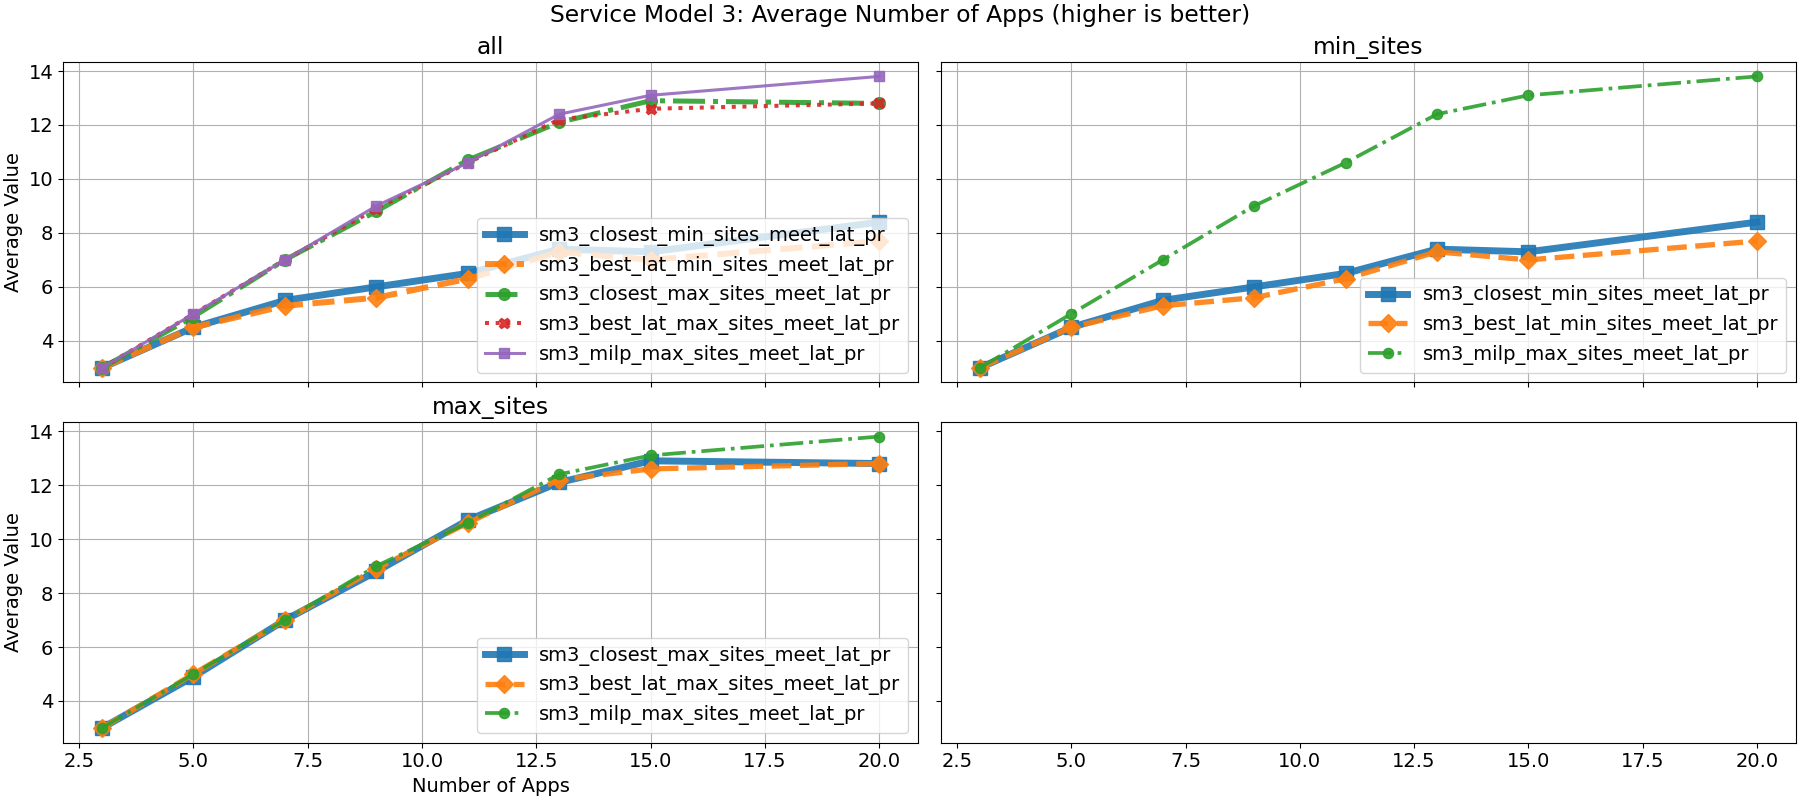 Service Model 3: Average Number of Apps (higher is better)
all
14
12
10
8
6
4
Average Value
sm3_closest_min_sites_meet_lat_pr
sm3_best_lat_min_sites_meet_lat_pr
sm3_closest_max_sites_meet_lat_pr
sm3_best_lat_max_sites_meet_lat_pr
sm3_milp_max_sites_meet_lat_pr
min_sites
sm3_closest_min_sites_meet_lat_pr
sm3_best_lat_min_sites_meet_lat_pr
sm3_milp_max_sites_meet_lat_pr
max_sites
14
12
10
8
6
4
Average Value
sm3_closest_max_sites_meet_lat_pr
sm3_best_lat_max_sites_meet_lat_pr
sm3_milp_max_sites_meet_lat_pr
2.5 5.0 7.5 10.0 12.5 15.0 17.5 20.0
Number of Apps
2.5 5.0 7.5 10.0 12.5 15.0 17.5 20.0